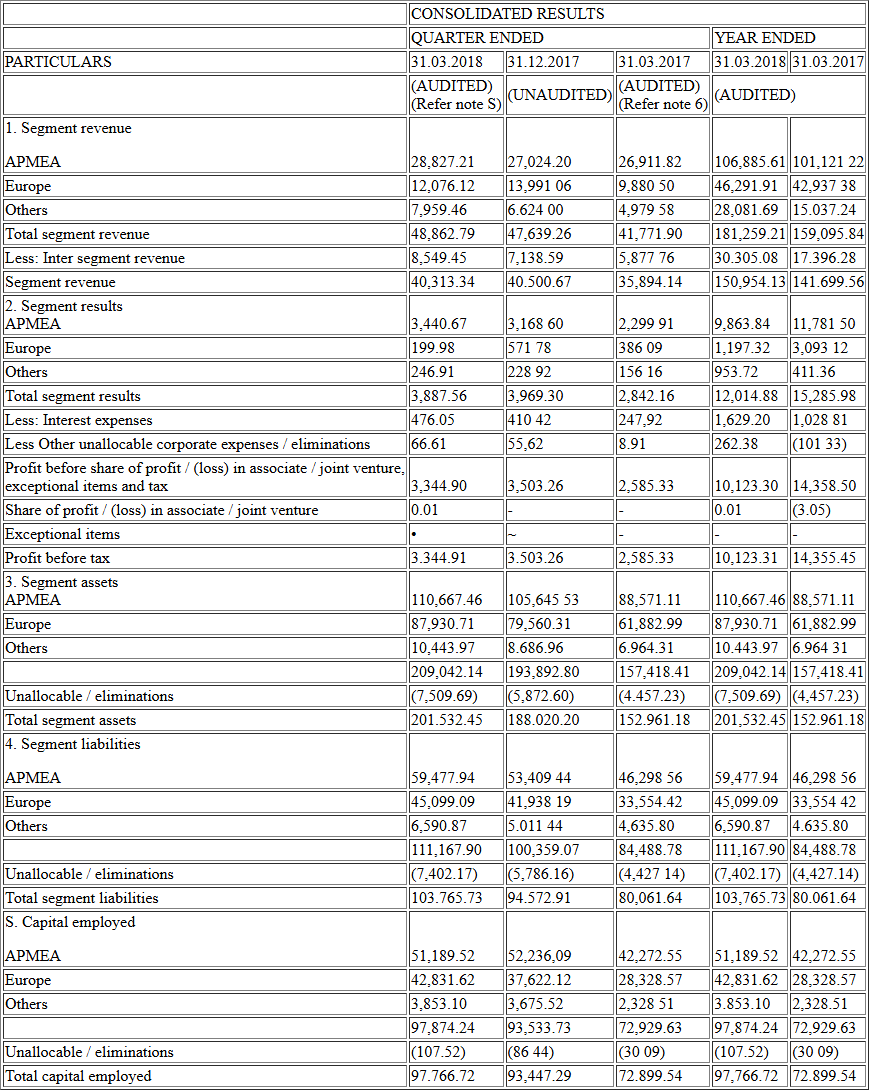 CONSOLIDATED RESULTS
QUARTER ENDED YEAR ENDED
PARTICULARS 31.03.2018 31.12.2017 31.03.2017 31.03.2018 31.03.2017
(AUDITED) (Refer note S) (UNAUDITED) (AUDITED) (Refer note 6) (AUDITED)
1. Segment revenue
APMEA 28,827.21 27,024.20 26,911.82 106,885.61 101,121 22
Europe 12,076.12 13,991 06 9,880 50 46,291.91 42,937 38
Others 7,959.46 6.624 00 4,979 58 28,081.69 15.037.24
Total segment revenue 48,862.79 47,639.26 41,771.90 181,259.21 159,095.84
Less: Inter segment revenue 8,549.45 7,138.59 5,877 76 30.305.08 17.396.28
Segment revenue 40,313.34 40.500.67 35,894.14 150,954.13 141.699.56
2. Segment results
APMEA 3,440.67 3,168 60 2,299 91 9,863.84 11,781 50
Europe 199.98 571 78 386 09 1,197.32 3,093 12
Others 246.91 228 92 156 16 953.72 411.36
Total segment results 3,887.56 3,969.30 2,842.16 12,014.88 15,285.98
Less: Interest expenses 476.05 410 42 247,92 1,629.20 1,028 81
Less Other unallocable corporate expenses / eliminations 66.61 55,62 8.91 262.38 (101 33)
Profit before share of profit / (loss) in associate / joint venture,
exceptional items and tax 3,344.90 3,503.26 2,585.33 10,123.30 14,358.50
Share of profit / (loss) in associate / joint venture 0.01 - - 0.01 (3.05)
Exceptional items • ~ - - -
Profit before tax 3.344.91 3.503.26 2,585.33 10,123.31 14,355.45
3. Segment assets
APMEA 110,667.46 105,645 53 88,571.11 110,667.46 88,571.11
Europe 87,930.71 79,560.31 61,882.99 87,930.71 61,882.99
Others 10,443.97 8.686.96 6.964.31 10.443.97 6.964 31
209,042.14 193,892.80 157,418.41 209,042.14 157,418.41
Unallocable / eliminations (7,509.69) (5,872.60) (4.457.23) (7,509.69) (4,457.23)
Total segment assets 201.532.45 188.020.20 152.961.18 201,532.45 152.961.18
4. Segment liabilities
APMEA 59,477.94 53,409 44 46,298 56 59,477.94 46,298 56
Europe 45,099.09 41,938 19 33,554.42 45,099.09 33,554 42
Others 6,590.87 5.011 44 4,635.80 6,590.87 4.635.80
111,167.90 100,359.07 84,488.78 111,167.90 84,488.78
Unallocable / eliminations (7,402.17) (5,786.16) (4,427 14) (7,402.17) (4,427.14)
Total segment liabilities 103.765.73 94.572.91 80,061.64 103,765.73 80.061.64
S. Capital employed
APMEA 51,189.52 52,236,09 42,272.55 51,189.52 42,272.55
Europe 42,831.62 37,622.12 28,328.57 42,831.62 28,328.57
Others 3,853.10 3,675.52 2,328 51 3.853.10 2,328.51
97,874.24 93,533.73 72,929.63 97,874.24 72,929.63
Unallocable / eliminations (107.52) (86 44) (30 09) (107.52) (30 09)
Total capital employed 97.766.72 93,447.29 72.899.54 97,766.72 72.899.54